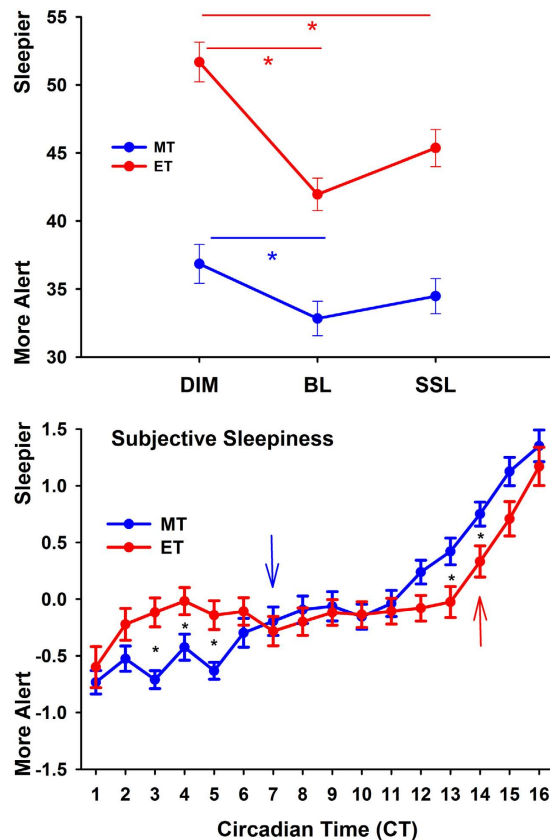 55
Sleepier
*
*
50
MT
ET
45
40
*
35
More Alert
30
DIM BL SSL
1.5
Sleepier
Subjective Sleepiness
1.0
MT
ET
0.5
*
*
0.0
*
*
*
-0.5
-1.0
More Alert
-1.5
1 2 3 4 5 6 7 8 9 10 11 12 13 14 15 16
Circadian Time (CT)